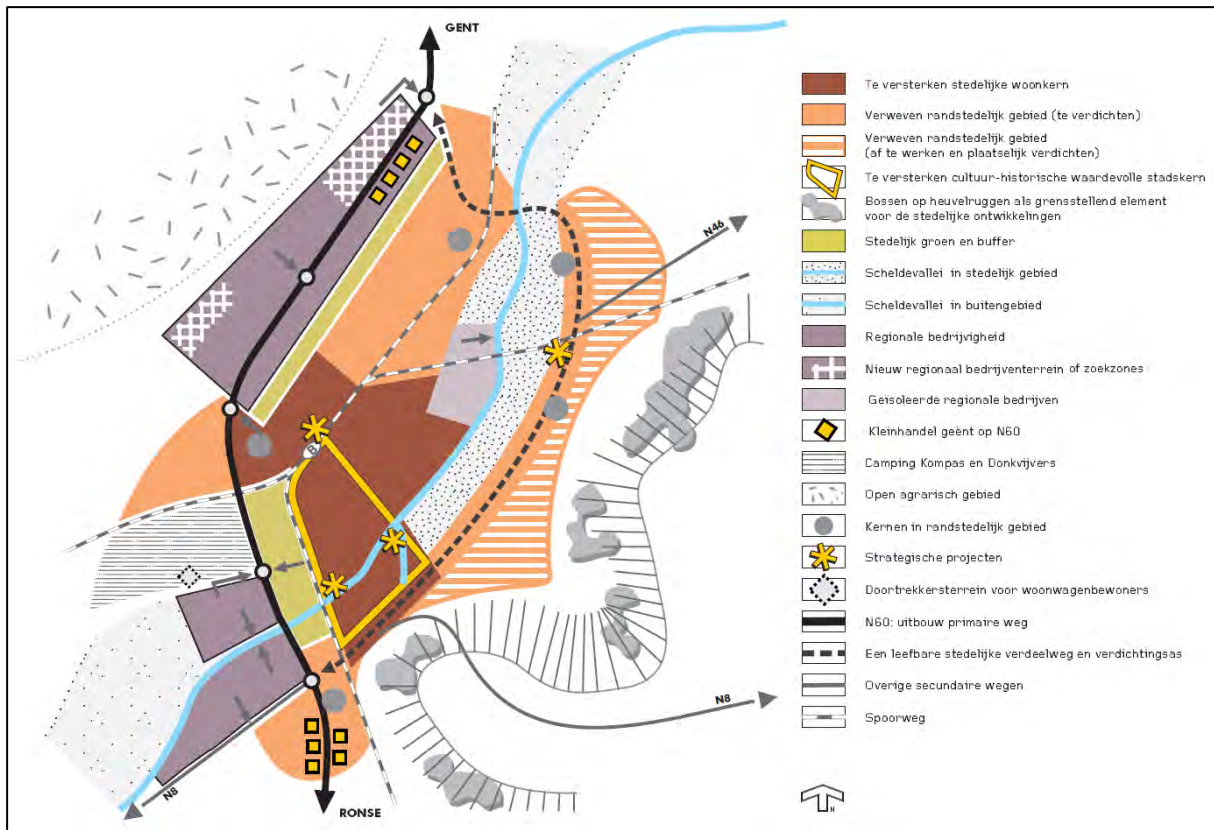 GENT
N46
B
N8
N8
RONSE
Te versterken stedelijke woonkern
Verweven randstedelijk gebied (te verdichten)
Verweven randstedelijk gebied
(af te werken en plaatselijk verdichten)
Te versterken cultuur-historische waardevolle stadskern
Bossen op heuvelruggen als grensstellend element
voor de stedelijke ontwikkelingen
Stedelijk groen en buffer
Scheldevallei in stedelijk gebied
Scheldevallei in buitengebied
Regionale bedrijvigheid
Nieuw regionaal bedrijventerrein of zoekzones
Geïsoleerde regionale bedrijven
Kleinhandel geënt op N60
Camping Kompas en Donkvijvers
Open agrarisch gebied
Kernen in randstedelijk gebied
Strategische projecten
Doortrekkersterrein voor woonwagenbewoners
N60: uitbouw primaire weg
Een leefbare stedelijke verdeelweg en verdichtingsas
Overige secundaire wegen
Spoorweg
N